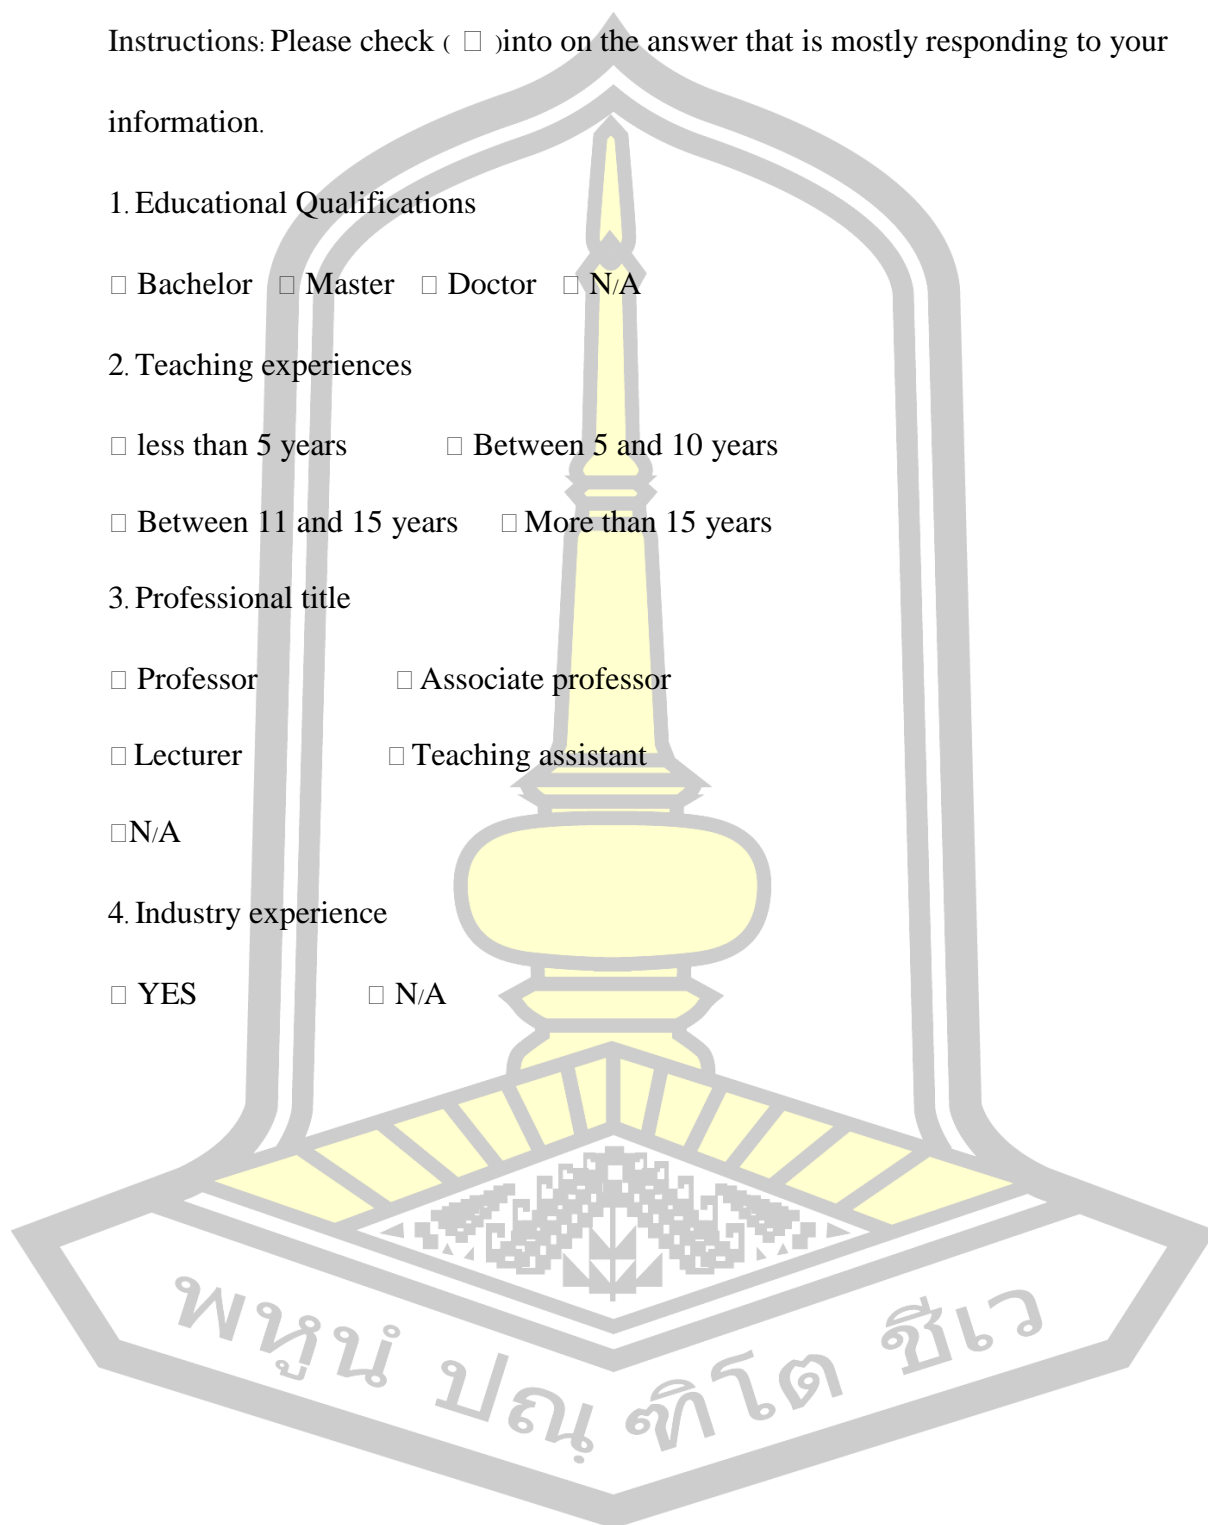 Instructions: Please check ( □ )into on the answer that is mostly responding to your
information.
1. Educational Qualifications
□ Bachelor □ Master □ Doctor □ N/A
2. Teaching experiences
□ less than 5 years □ Between 5 and 10 years
□ Between 11 and 15 years □ More than 15 years
3. Professional title
□ Professor □ Associate professor
□ Lecturer □ Teaching assistant
□N/A
4. Industry experience
□ YES □ N/A
พหูนํ ปณฺฑิโต ชีเว